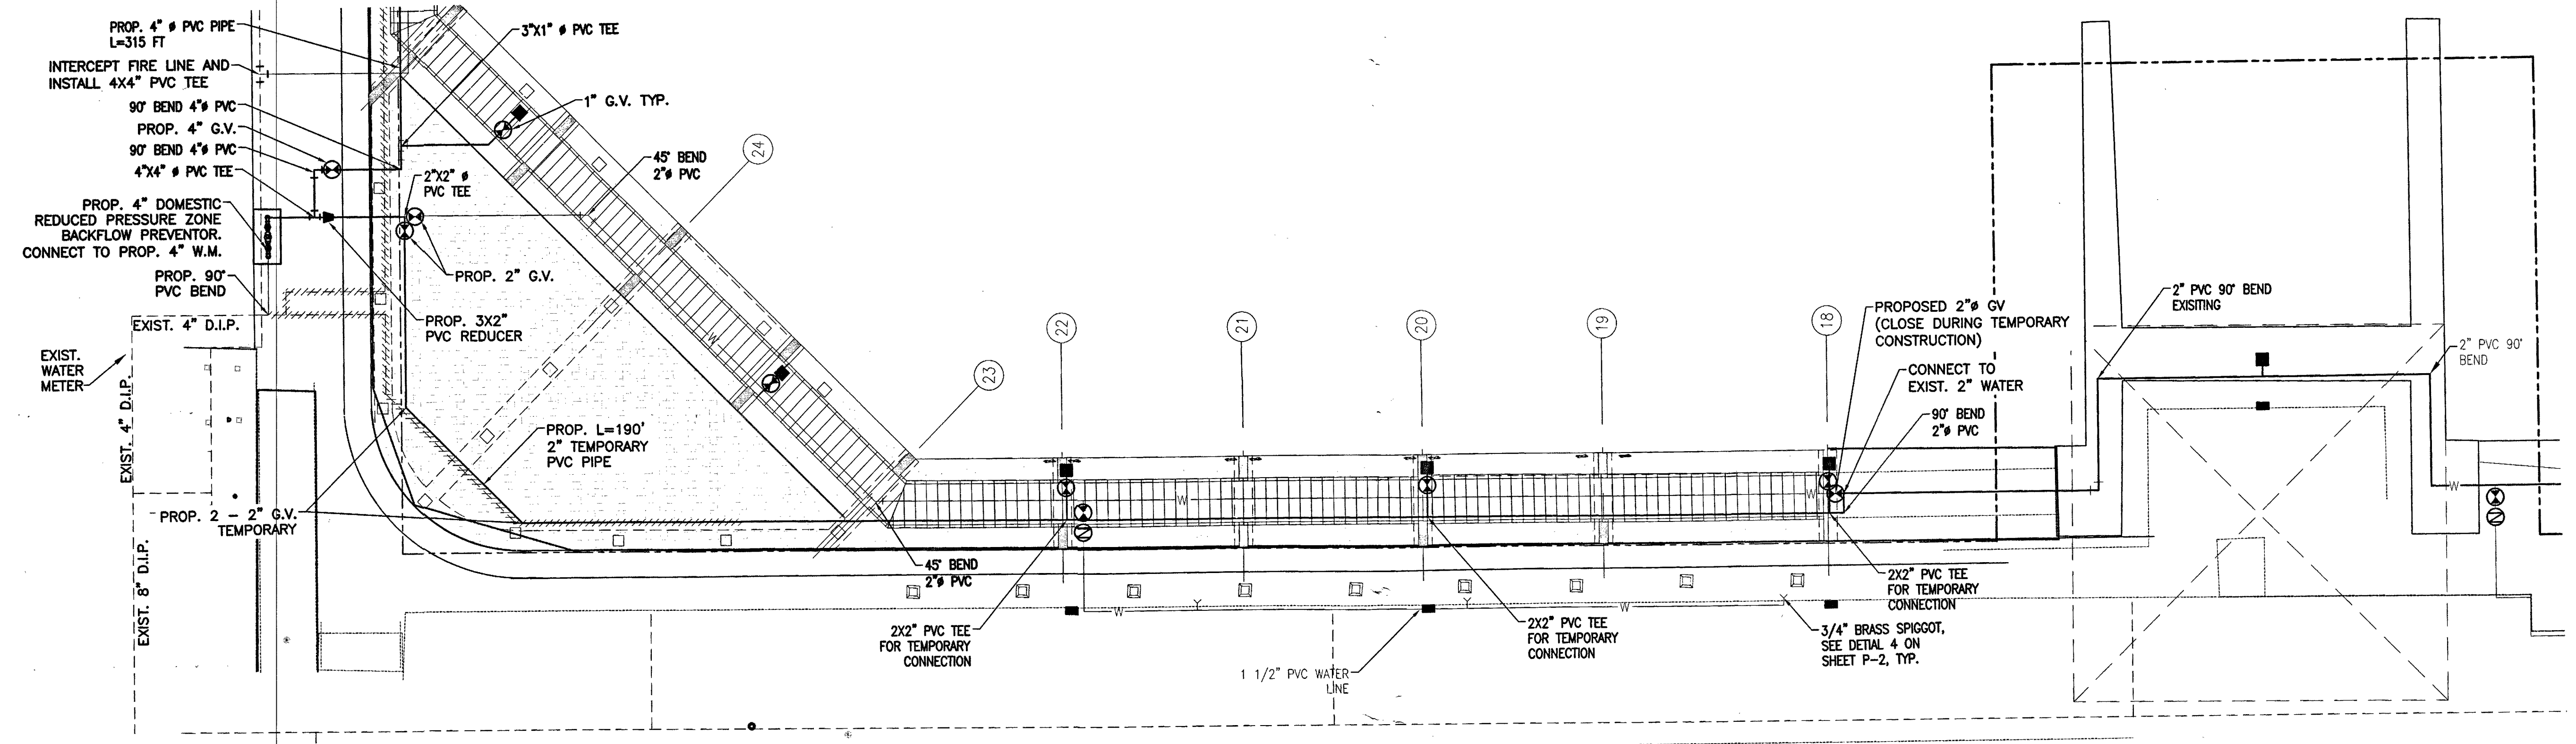 PROP. 4" ø PVC PIPE
L=315 FT
INTERCEPT FIRE LINE AND
INSTALL 4X4" PVC TEE
90° BEND 4"ø PVC
PROP. 4" G.V.
90° BEND 4"ø PVC
4"X4" ø PVC TEE
PROP. 4" DOMESTIC
REDUCED PRESSURE ZONE
BACKFLOW PREVENTOR.
CONNECT TO PROP. 4" W.M.
PROP. 90°
PVC BEND
EXIST. 4" D.I.P.
EXIST.
WATER
METER
EXIST. 4" D.I.P.
PROP. 2 - 2" G.V.
TEMPORARY
EXIST. 8" D.I.P.
3"X1" ø PVC TEE
1" G.V. TYP.
45° BEND
2"ø PVC
2"X2" ø
PVC TEE
PROP. 2" G.V.
PROP. 3X2"
PVC REDUCER
W
PROP. L=190'
2" TEMPORARY
PVC PIPE
24
23
22
21
20
19
18
45° BEND
2"ø PVC
W
W
2X2" PVC TEE
FOR TEMPORARY
CONNECTION
W
W
1 1/2" PVC WATER
LINE
2X2" PVC TEE
FOR TEMPORARY
CONNECTION
3/4" BRASS SPIGGOT,
SEE DETIAL 4 ON
SHEET P-2, TYP.
2X2" PVC TEE
FOR TEMPORARY
CONNECTION
PROPOSED 2"ø GV
(CLOSE DURING TEMPORARY
CONSTRUCTION)
CONNECT TO
EXIST. 2" WATER
90° BEND
2"ø PVC
2" PVC 90° BEND
EXISITING
2" PVC 90°
BEND
W